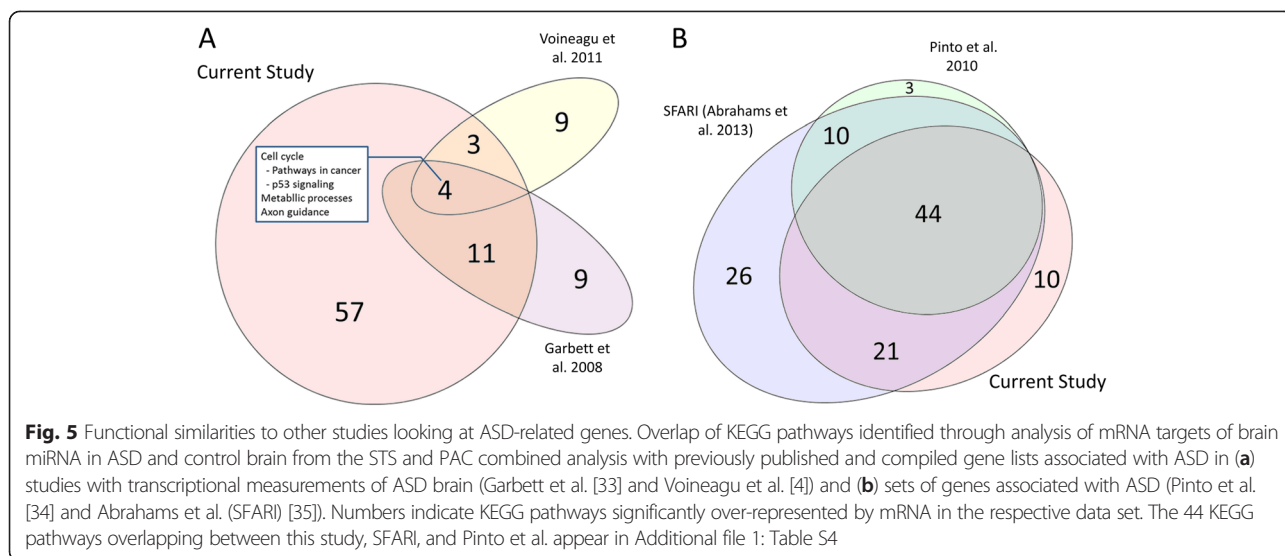 A
Current Study
Voineagu et
al. 2011
9
3
Cell cycle
- Pathways in cancer
- p53 signaling
Metabllic processes
Axon guidance
4
11
9
57
Garbett et
al. 2008
B
Pinto et al.
2010
SFARI (Abrahams et
al. 2013)
3
10
44
26
10
21
Current Study
Fig. 5 Functional similarities to other studies looking at ASD-related genes. Overlap of KEGG pathways identified through analysis of mRNA targets of brain
miRNA in ASD and control brain from the STS and PAC combined analysis with previously published and compiled gene lists associated with ASD in (a)
studies with transcriptional measurements of ASD brain (Garbett et al. [33] and Voineagu et al. [4]) and (b) sets of genes associated with ASD (Pinto et al.
[34] and Abrahams et al. (SFARI) [35]). Numbers indicate KEGG pathways significantly over-represented by mRNA in the respective data set. The 44 KEGG
pathways overlapping between this study, SFARI, and Pinto et al. appear in Additional file 1: Table S4